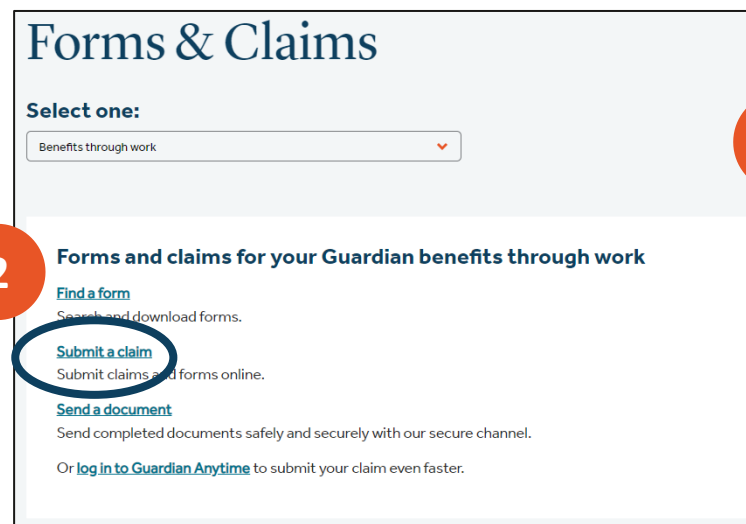 Forms & Claims
Select one:
Benefits through work
2
Forms and claims for your Guardian benefits through work
Find a form
Search and download forms.
Submit a claim
Submit claims and forms online.
Send a document
Send completed documents safely and securely with our secure channel.
Or log in to Guardian Anytime to submit your claim even faster.